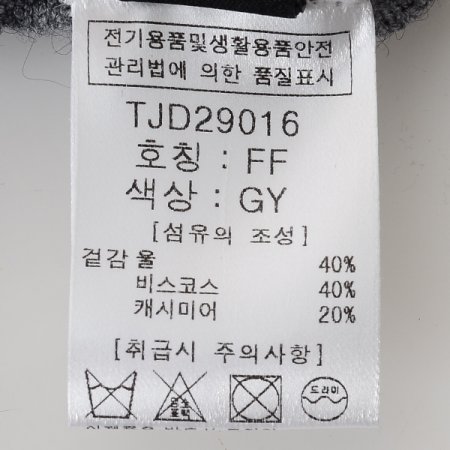 전기용품및생활용품안전
관리법에 의한 품질표시
TJD29016
호칭 : FF
색상 : GY
[섬유의 조성]
겉감 울 40%
비스코스 40%
캐시미어 20%
[취급시 주의사항]
드라이